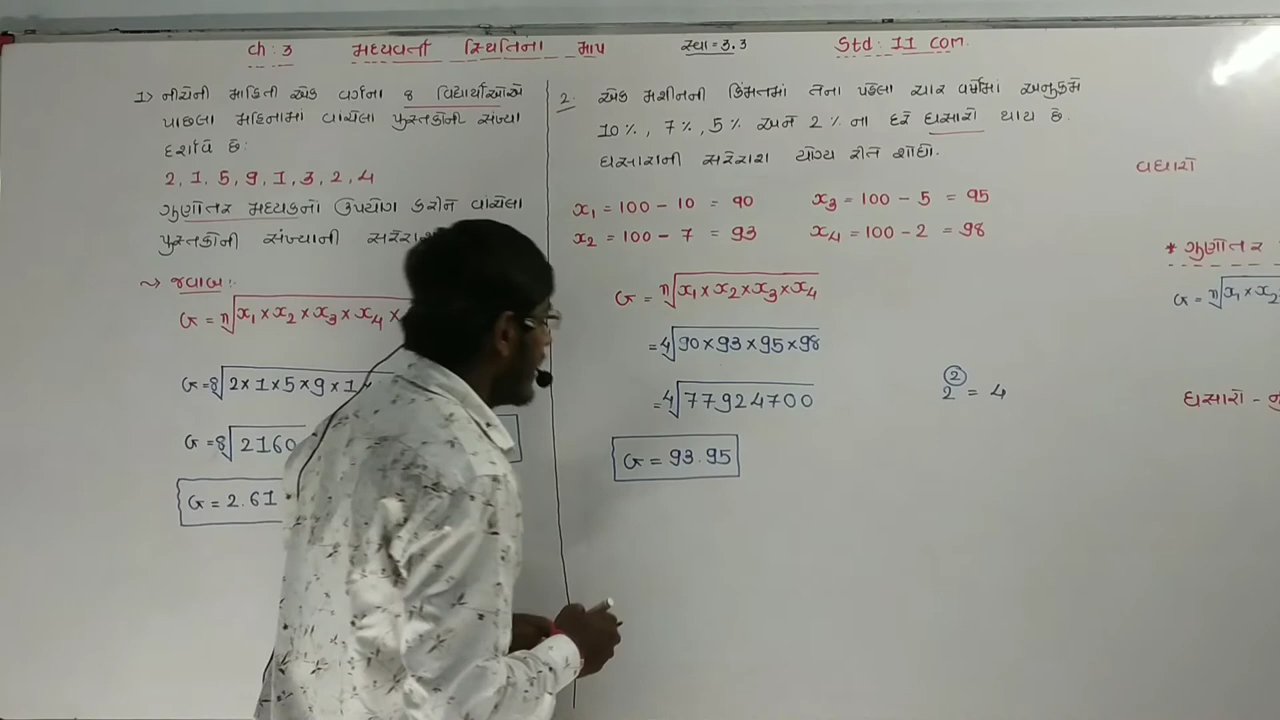 ch : 3 મધ્યવર્તી સ્થિતિના માપ સ્વા = 3.3 Std : 11 com.
1) નીચેની માહિતી એક વર્ગના 8 વિદ્યાર્થીઓએ
પાછલા મહિનામાં વાંચેલા પુસ્તકોની સંખ્યા
દર્શાવે છે:
2, 1, 5, 9, 1, 3, 2, 4
ગુણોત્તર મધ્યકનો ઉપયોગ કરીને વાંચેલા
પુસ્તકોની સંખ્યાની
~> જવાબ :
G = n√x1 × x2 × x3 × x4 ×
G = 8√2 × 1 × 5 × 9 × 1
G = 8√2160
G = 2.61
2. એક મશીનની કિંમતમાં તેના પહેલા ચાર વર્ષોમાં અનુક્રમે
10%, 7%, 5% અને 2% ના દરે ઘસારો થાય છે.
ઘસારાની સરેરાશ યોગ્ય રીતે શોધો.
x1 = 100 - 10 = 90 x3 = 100 - 5 = 95
x2 = 100 - 7 = 93 x4 = 100 - 2 = 98
G = n√x1 × x2 × x3 × x4
= 4√90 × 93 × 95 × 98
= 4√77924700
G = 93.95
2² = 4
વધારો
* ગુણોત્તર
G = n√x1 × x2
ઘસારો -